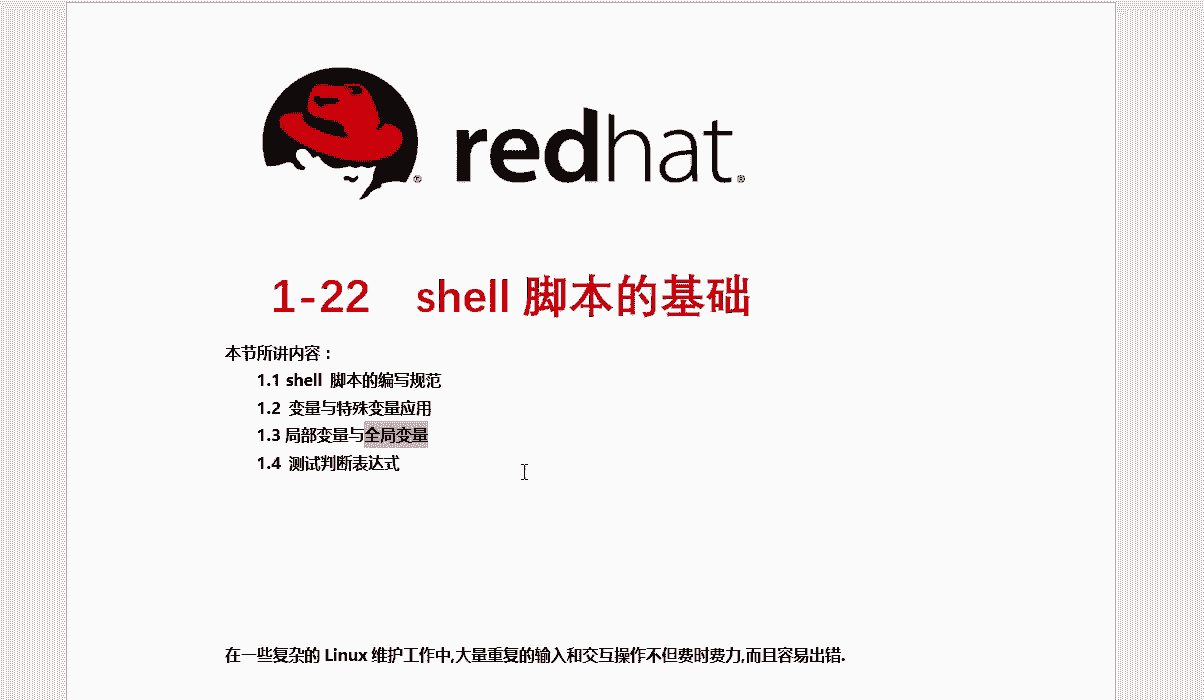 redhat.
1-22 shell 脚本的基础
本节所讲内容：
1.1 shell 脚本的编写规范
1.2 变量与特殊变量应用
1.3 局部变量与全局变量
1.4 测试判断表达式
在一些复杂的 Linux 维护工作中,大量重复的输入和交互操作不但费时费力,而且容易出错.